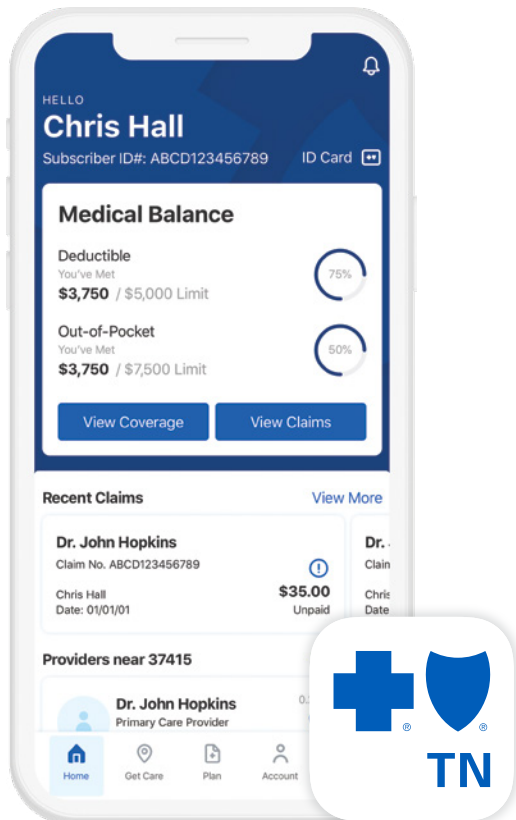 HELLO
Chris Hall
Subscriber ID#: ABCD123456789 ID Card
Medical Balance
Deductible
You've Met
$3,750 / $5,000 Limit
75%
Out-of-Pocket
You've Met
$3,750 / $7,500 Limit
50%
View Coverage View Claims
Recent Claims View More
Dr. John Hopkins
Claim No. ABCD123456789
Chris Hall
Date: 01/01/01
$35.00
Unpaid
Dr.
Date
Providers near 37415
Dr. John Hopkins
Primary Care Provider
Home Get Care Plan Account
® ®
TN